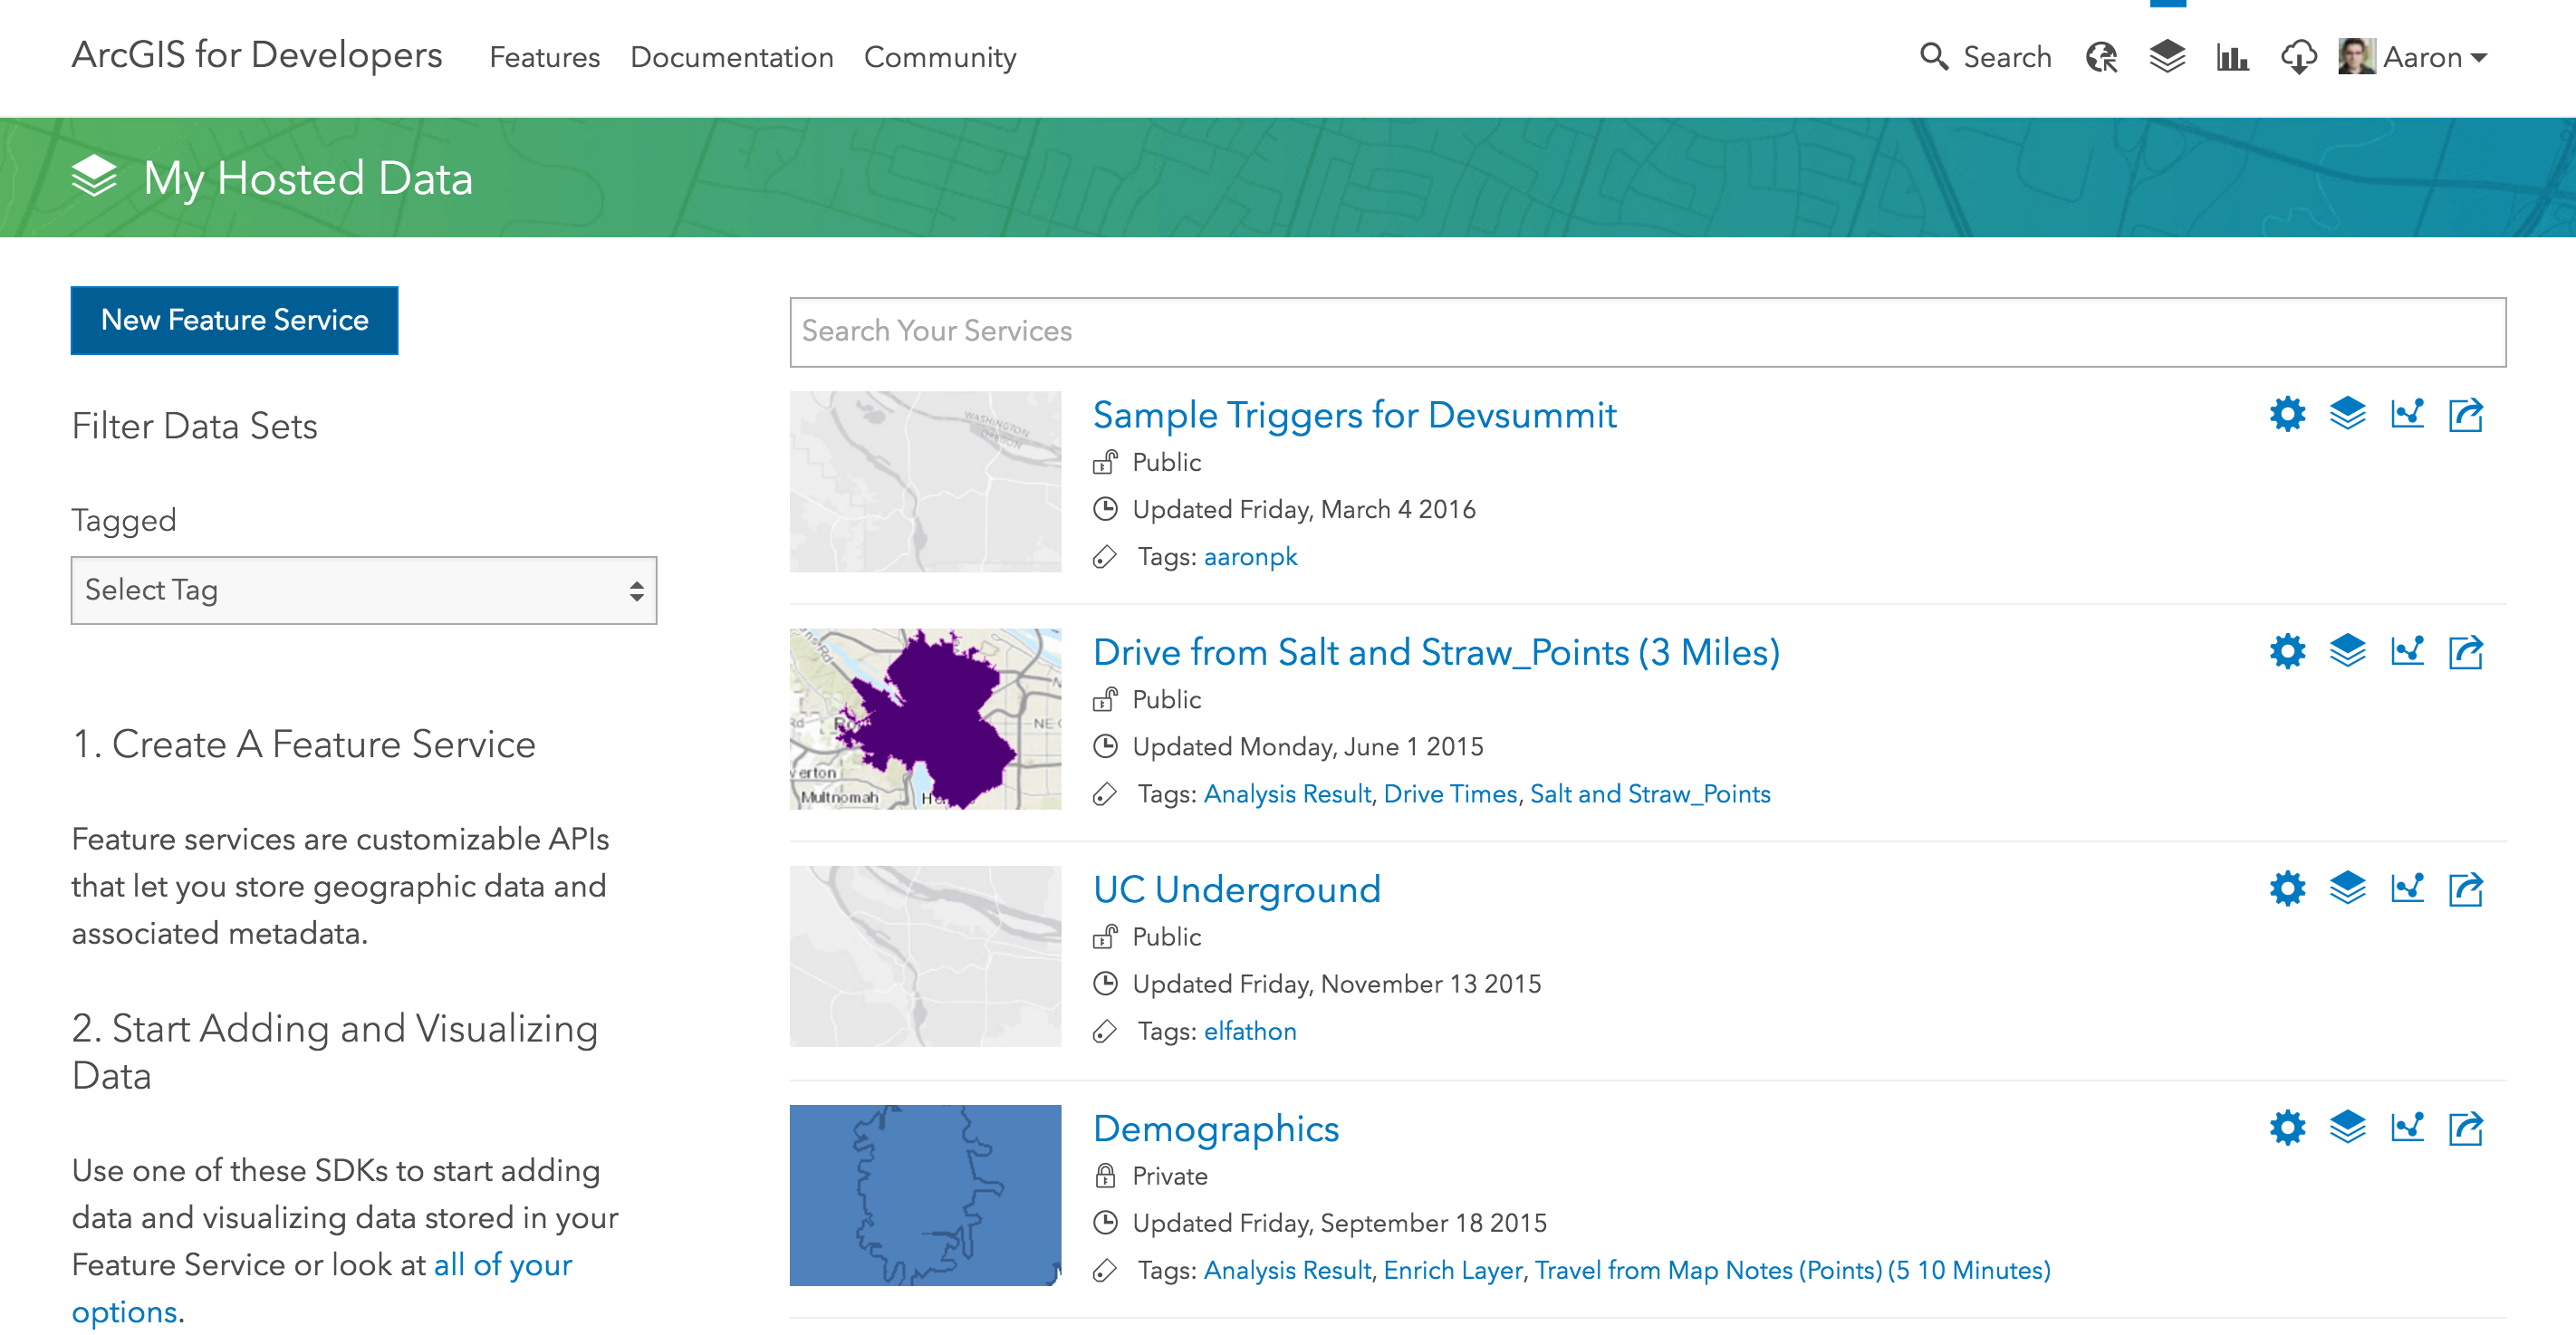 ArcGIS for Developers Features Documentation Community Search Aaron
My Hosted Data
New Feature Service
Filter Data Sets
Tagged
Select Tag
1. Create A Feature Service
Feature services are customizable APIs
that let you store geographic data and
associated metadata.
2. Start Adding and Visualizing
Data
Use one of these SDKs to start adding
data and visualizing data stored in your
Feature Service or look at all of your
options.
Search Your Services
WASHINGTON
OREGON
Sample Triggers for Devsummit
Public
Updated Friday, March 4 2016
Tags: aaronpk
Rd
NE
Multnomah
Drive from Salt and Straw_Points (3 Miles)
Public
Updated Monday, June 1 2015
Tags: Analysis Result, Drive Times, Salt and Straw_Points
UC Underground
Public
Updated Friday, November 13 2015
Tags: elfathon
Demographics
Private
Updated Friday, September 18 2015
Tags: Analysis Result, Enrich Layer, Travel from Map Notes (Points) (5 10 Minutes)